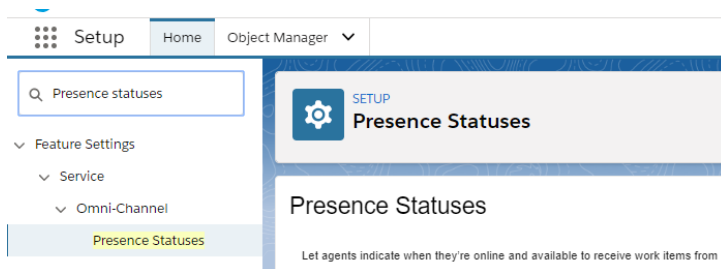 Setup
Home
Object Manager
Presence statuses
SETUP
Presence Statuses
Feature Settings
Service
Omni-Channel
Presence Statuses
Presence Statuses
Let agents indicate when they're online and available to receive work items from